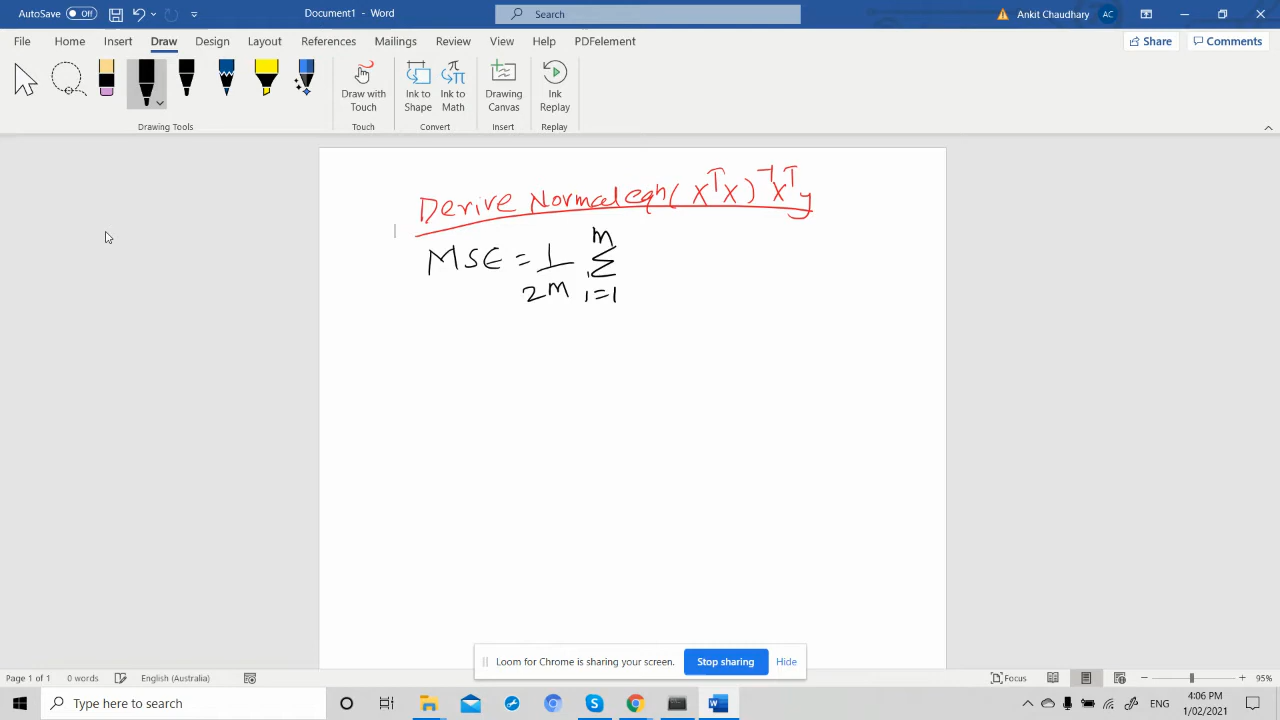 AutoSave Off Document1 - Word Search Ankit Chaudhary AC
File Home Insert Draw Design Layout References Mailings Review View Help PDFelement Share Comments
Draw with Touch Ink to Shape Ink to Math Drawing Canvas Ink Replay
Drawing Tools Touch Convert Insert Replay
Derive Normal eqn (XᵀX)⁻¹Xᵀy
m
MSE = 1 Σ
2m i=1
Loom for Chrome is sharing your screen. Stop sharing Hide
Page 1 of 1 0 words English (Australia) Focus 95%
Type here to search 4:06 PM
1/02/2021